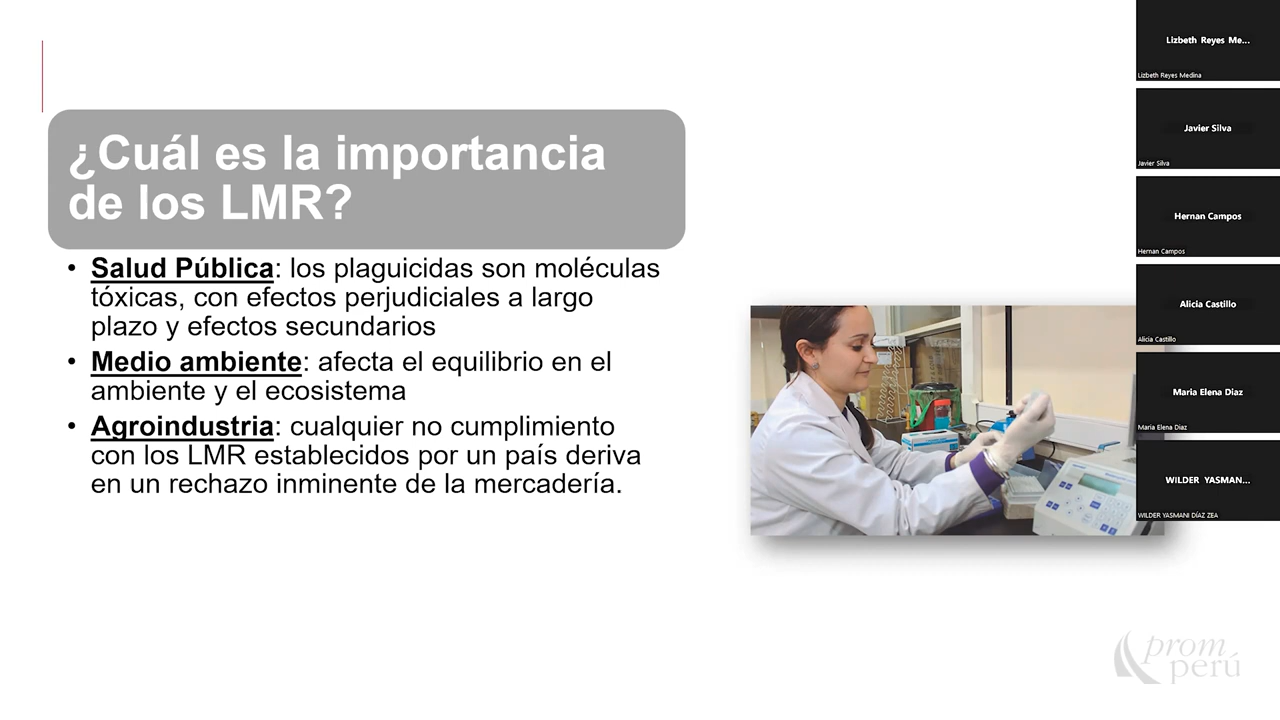 ¿Cuál es la importancia
de los LMR?
• Salud Pública: los plaguicidas son moléculas
tóxicas, con efectos perjudiciales a largo
plazo y efectos secundarios
• Medio ambiente: afecta el equilibrio en el
ambiente y el ecosistema
• Agroindustria: cualquier no cumplimiento
con los LMR establecidos por un país deriva
en un rechazo inminente de la mercadería.
Lizbeth Reyes Me...
Lizbeth Reyes Medina
Javier Silva
Javier Silva
Hernan Campos
Hernan Campos
Alicia Castillo
Alicia Castillo
Maria Elena Diaz
Maria Elena Diaz
WILDER YASMAN...
WILDER YASMANI DÍAZ ZEA
prom
perú